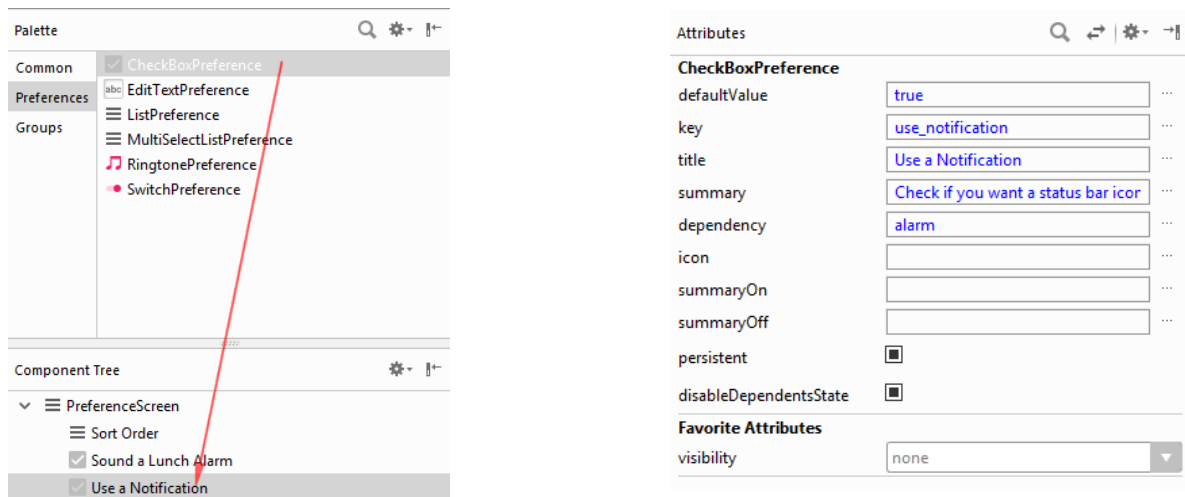 Palette
Common
Preferences
Groups
CheckBoxPreference
abc EditTextPreference
ListPreference
MultiSelectListPreference
RingtonePreference
SwitchPreference
Component Tree
PreferenceScreen
Sort Order
Sound a Lunch Alarm
Use a Notification
Attributes
CheckBoxPreference
defaultValue true ...
key use_notification ...
title Use a Notification ...
summary Check if you want a status bar icor ...
dependency alarm ...
icon ...
summaryOn ...
summaryOff ...
persistent
disableDependentsState
Favorite Attributes
visibility none